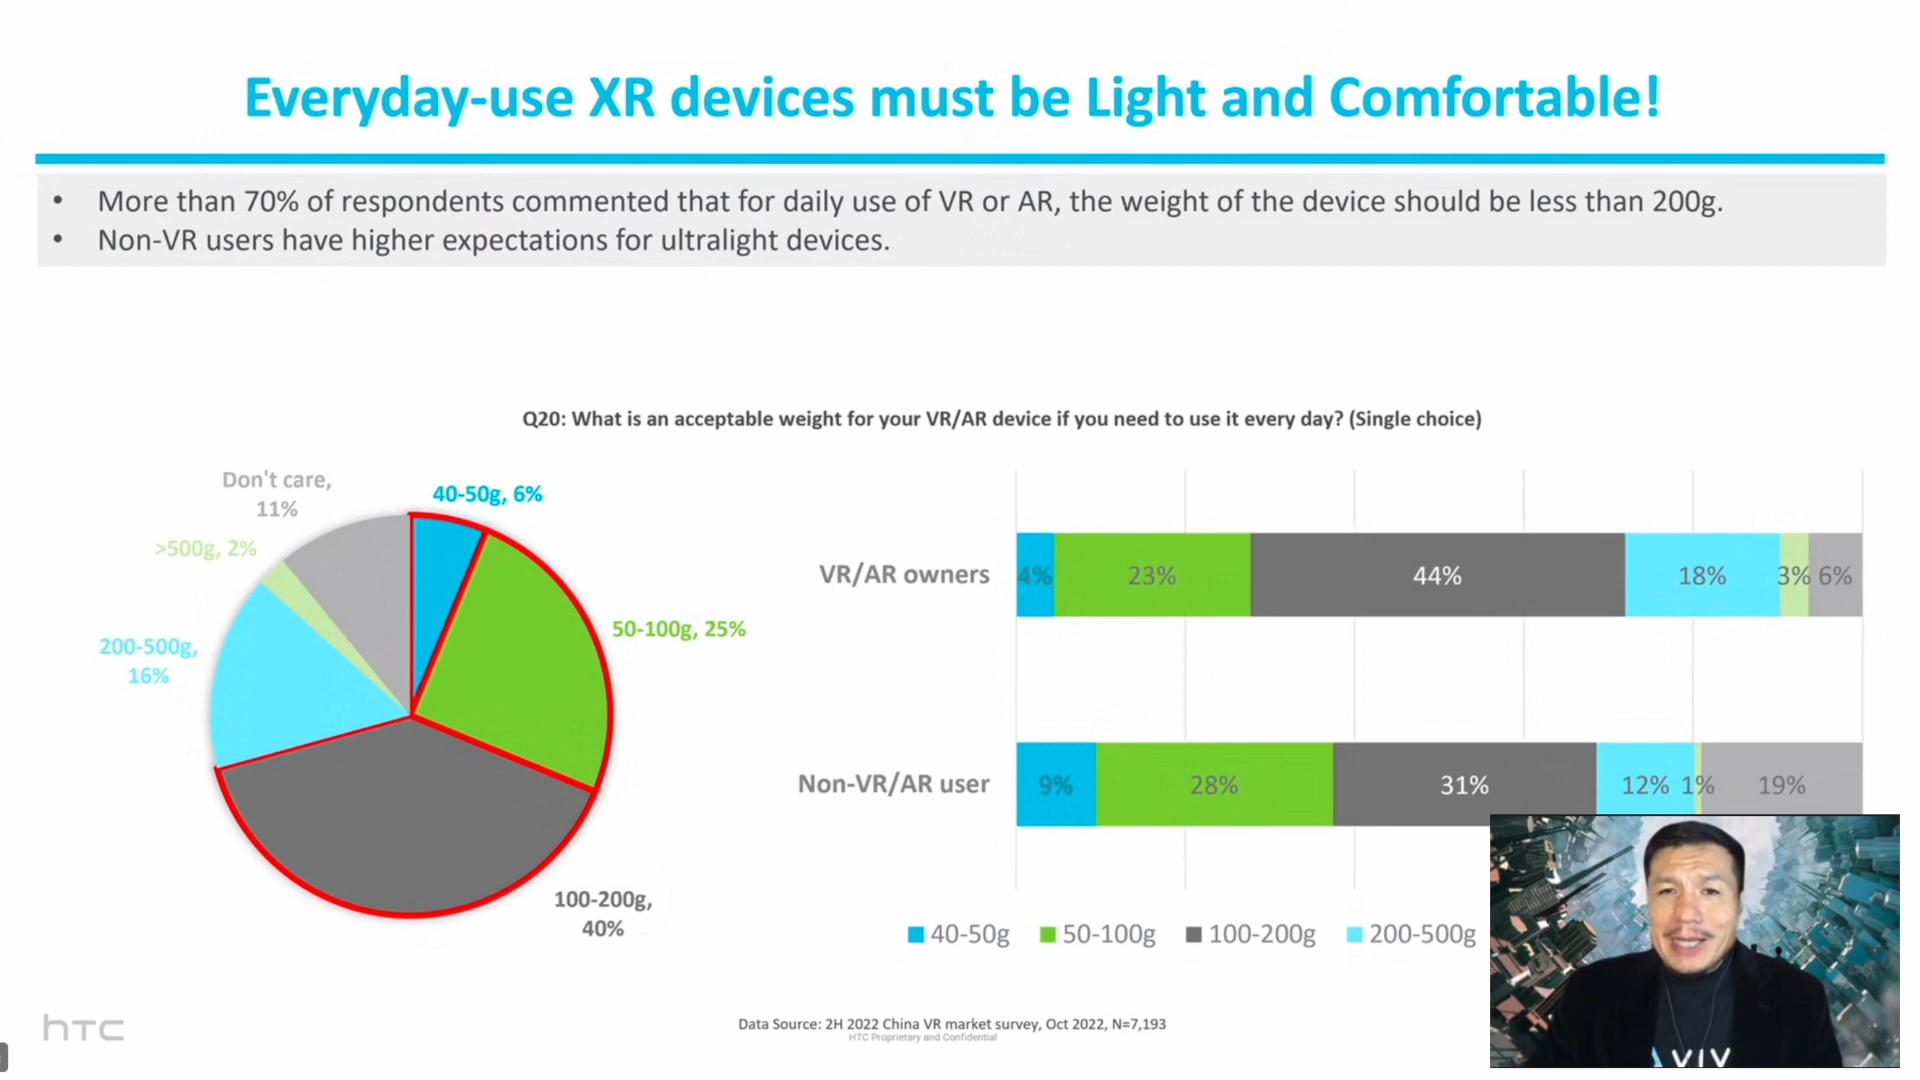 Everyday-use XR devices must be Light and Comfortable!
• More than 70% of respondents commented that for daily use of VR or AR, the weight of the device should be less than 200g.
• Non-VR users have higher expectations for ultralight devices.
Q20: What is an acceptable weight for your VR/AR device if you need to use it every day? (Single choice)
Don't care,
11%
40-50g, 6%
>500g, 2%
50-100g, 25%
200-500g,
16%
100-200g,
40%
VR/AR owners
4% 23% 44% 18% 3% 6%
Non-VR/AR user
9% 28% 31% 12% 1% 19%
40-50g 50-100g 100-200g 200-500g
hTC
Data Source: 2H 2022 China VR market survey, Oct 2022, N=7,193
HTC Proprietary and Confidential